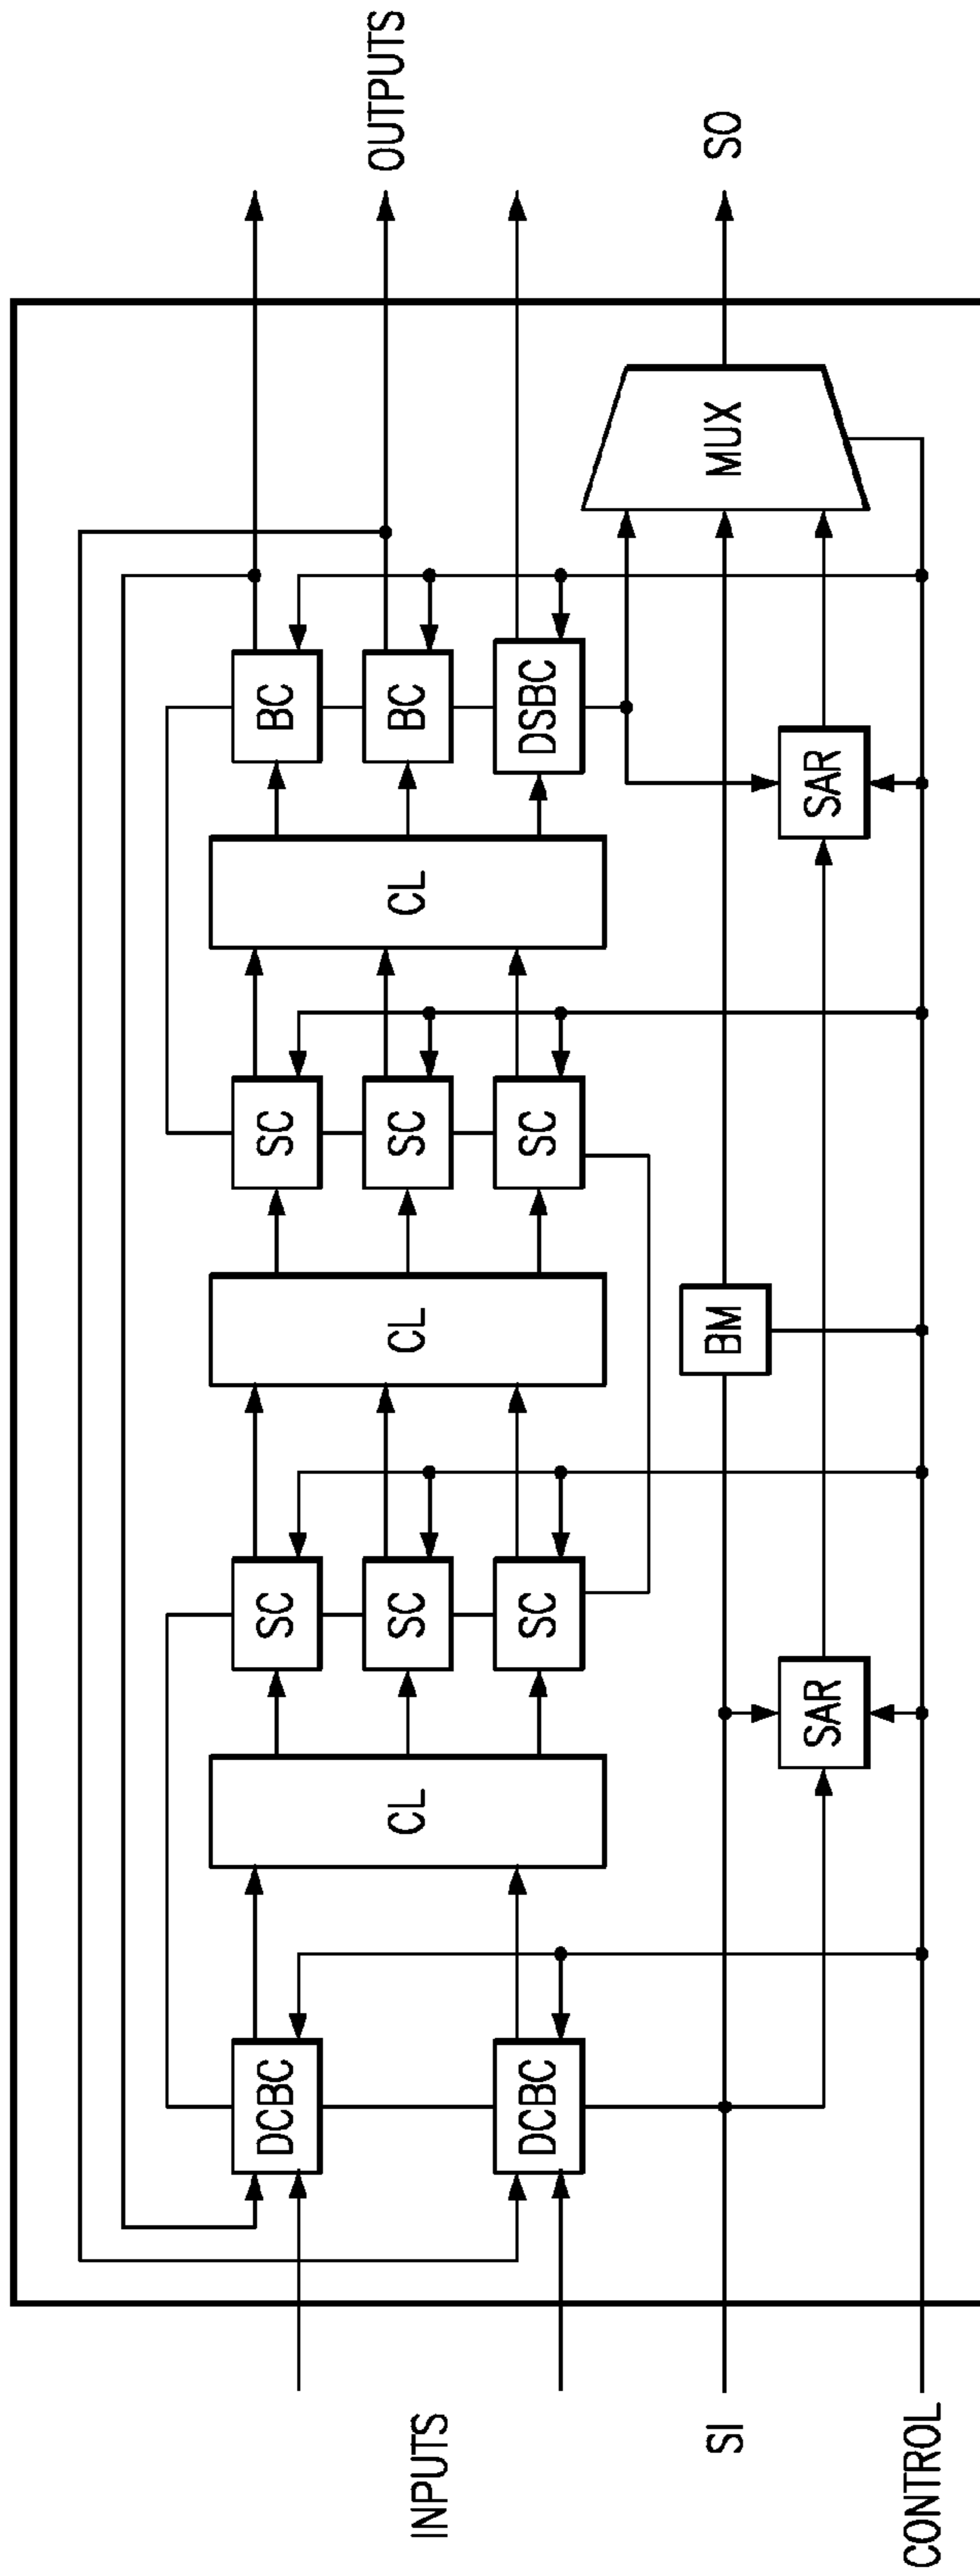 INPUTS
SI
CONTROL
DCBC
DCBC
CL
SC
SC
SC
SAR
CL
BM
SC
SC
SC
CL
BC
BC
DSBC
SAR
MUX
OUTPUTS
SO